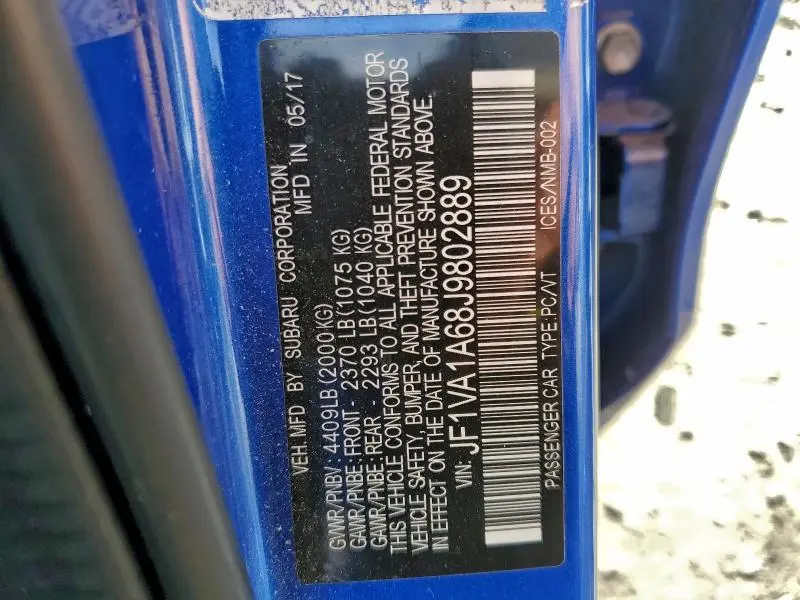 VEH. MFD BY SUBARU CORPORATION
MFD IN 05/17
GVWR/PNBV : 4409LB (2000KG)
GAWR/PNBE:FRONT - 2370 LB(1075 KG)
GAWR/PNBE:REAR - 2293 LB(1040 KG)
THIS VEHICLE CONFORMS TO ALL APPLICABLE FEDERAL MOTOR
VEHICLE SAFETY, BUMPER, AND THEFT PREVENTION STANDARDS
IN EFFECT ON THE DATE OF MANUFACTURE SHOWN ABOVE.
VIN: JF1VA1A68J9802889
PASSENGER CAR TYPE:PC/VT ICES/NMB-002